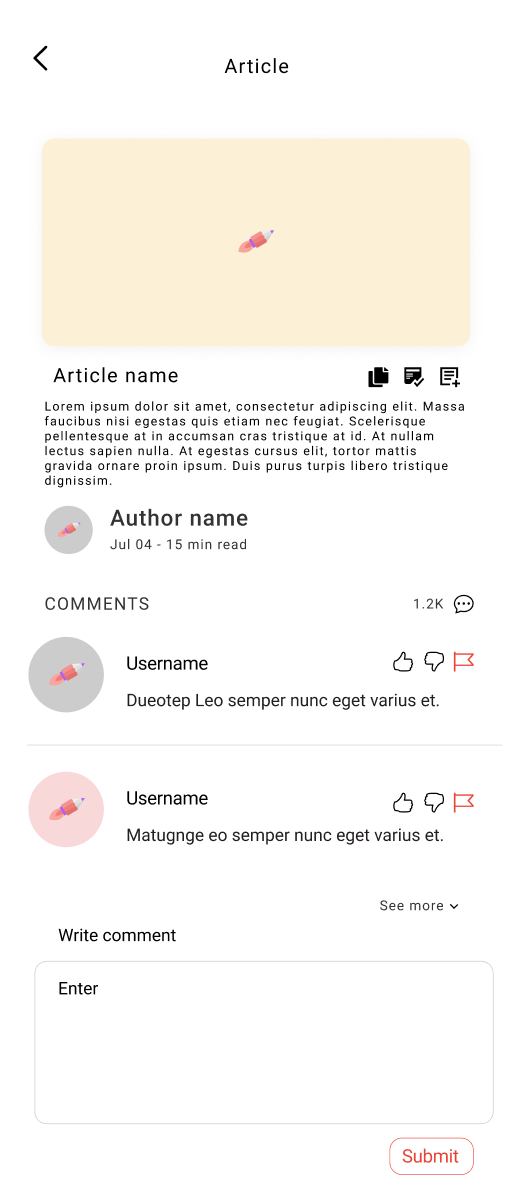 Article
Article name
Lorem ipsum dolor sit amet, consectetur adipiscing elit. Massa
faucibus nisi egestas quis etiam nec feugiat. Scelerisque
pellentesque at in accumsan cras tristique at id. At nullam
lectus sapien nulla. At egestas cursus elit, tortor mattis
gravida ornare proin ipsum. Duis purus turpis libero tristique
dignissim.
Author name
Jul 04 - 15 min read
COMMENTS 1.2K
Username
Dueotep Leo semper nunc eget varius et.
Username
Matugnge eo semper nunc eget varius et.
See more
Write comment
Enter
Submit